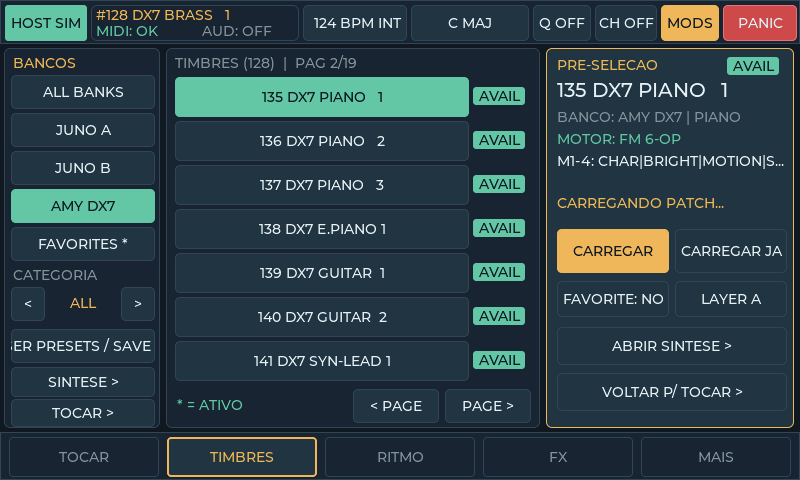 HOST SIM
#128 DX7 BRASS   1
MIDI: OK AUD: OFF
124 BPM INT
C MAJ
Q OFF
CH OFF
MODS
PANIC
BANCOS
ALL BANKS
JUNO A
JUNO B
AMY DX7
FAVORITES *
CATEGORIA
< ALL >
ER PRESETS / SAVE
SINTESE >
TOCAR >
TIMBRES (128)  |  PAG 2/19
135 DX7 PIANO   1 AVAIL
136 DX7 PIANO   2 AVAIL
137 DX7 PIANO   3 AVAIL
138 DX7 E.PIANO 1 AVAIL
139 DX7 GUITAR  1 AVAIL
140 DX7 GUITAR  2 AVAIL
141 DX7 SYN-LEAD 1 AVAIL
* = ATIVO
< PAGE
PAGE >
PRE-SELECAO AVAIL
135 DX7 PIANO   1
BANCO: AMY DX7 | PIANO
MOTOR: FM 6-OP
M1-4: CHAR|BRIGHT|MOTION|S...
CARREGANDO PATCH...
CARREGAR
CARREGAR JA
FAVORITE: NO
LAYER A
ABRIR SINTESE >
VOLTAR P/ TOCAR >
TOCAR
TIMBRES
RITMO
FX
MAIS